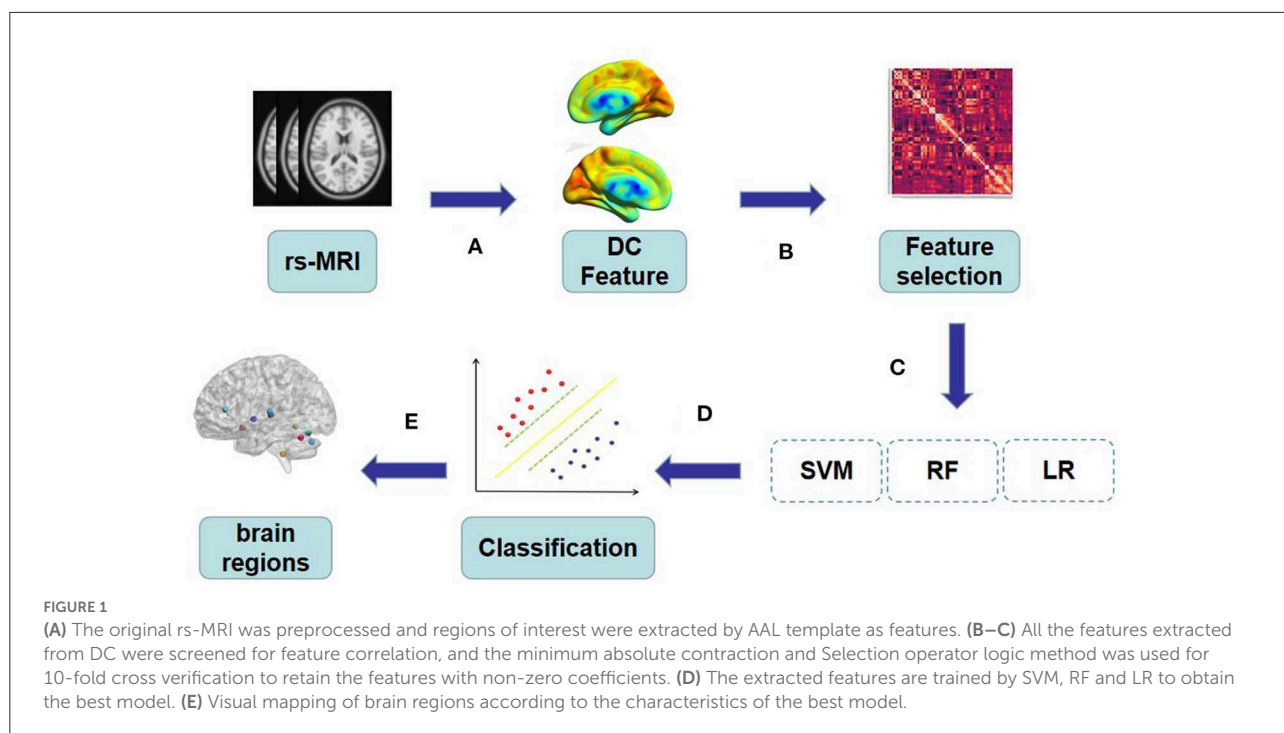 rs-MRI
A
DC
Feature
B
Feature
selection
C
SVM
RF
LR
D
Classification
E
brain
regions
FIGURE 1
(A) The original rs-MRI was preprocessed and regions of interest were extracted by AAL template as features. (B–C) All the features extracted
from DC were screened for feature correlation, and the minimum absolute contraction and Selection operator logic method was used for
10-fold cross verification to retain the features with non-zero coefficients. (D) The extracted features are trained by SVM, RF and LR to obtain
the best model. (E) Visual mapping of brain regions according to the characteristics of the best model.